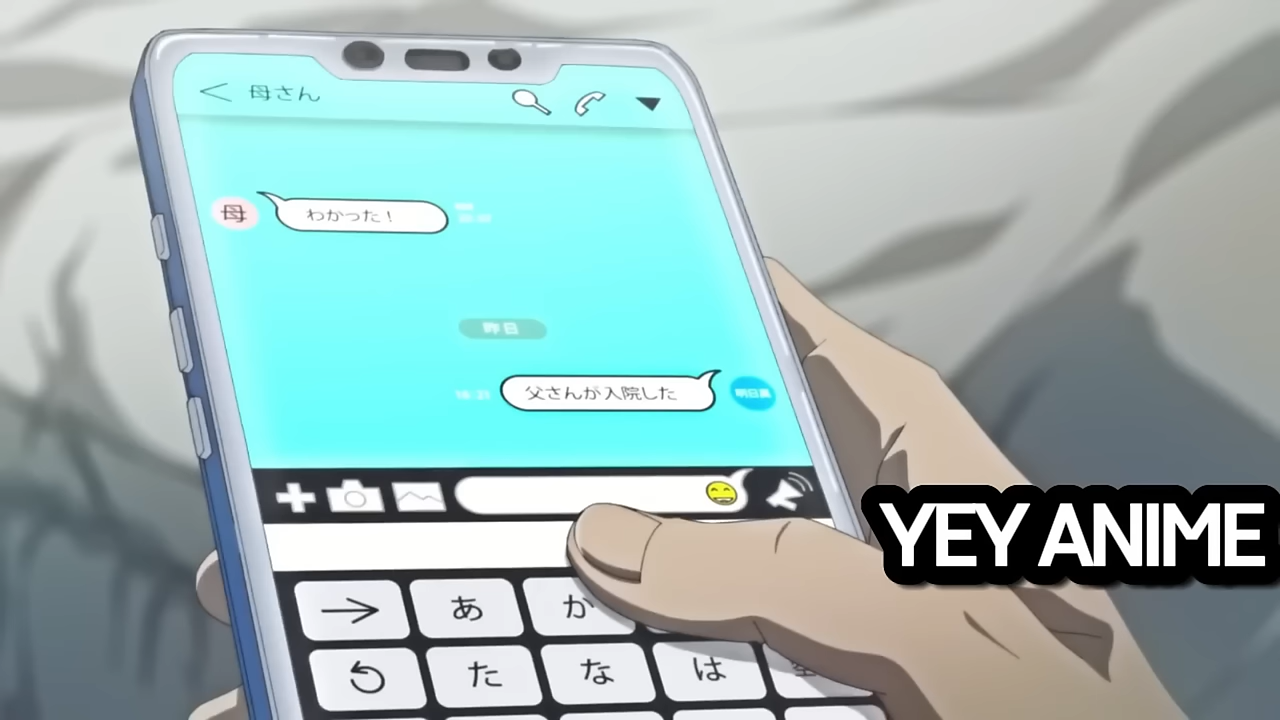 母さん
母
わかった！
昨日
父さんが入院した
YEY ANIME
あ
か
た
な
は